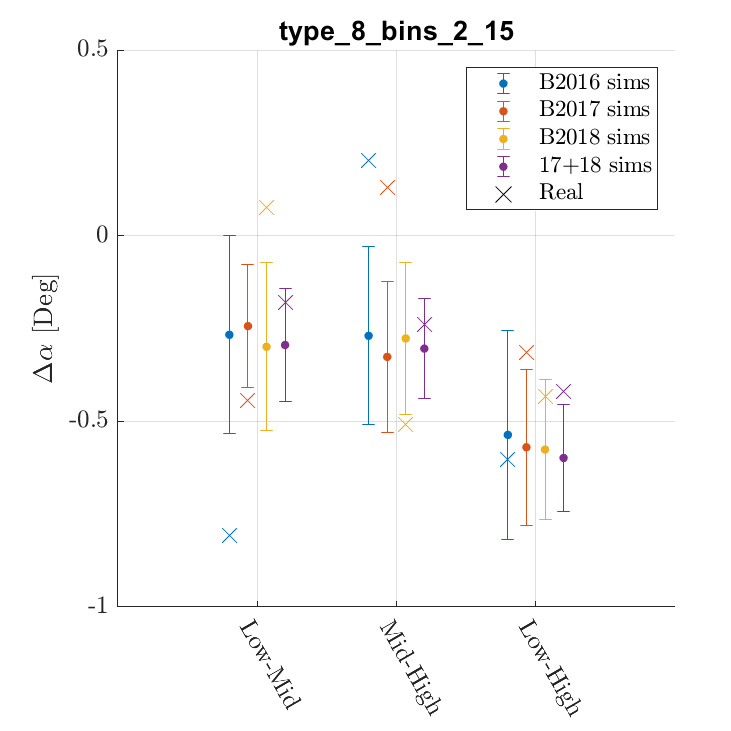 type_8_bins_2_15
B2016 sims
B2017 sims
B2018 sims
17+18 sims
Real
0.5
0
-0.5
-1
Δα [Deg]
Low-Mid
Mid-High
Low-High